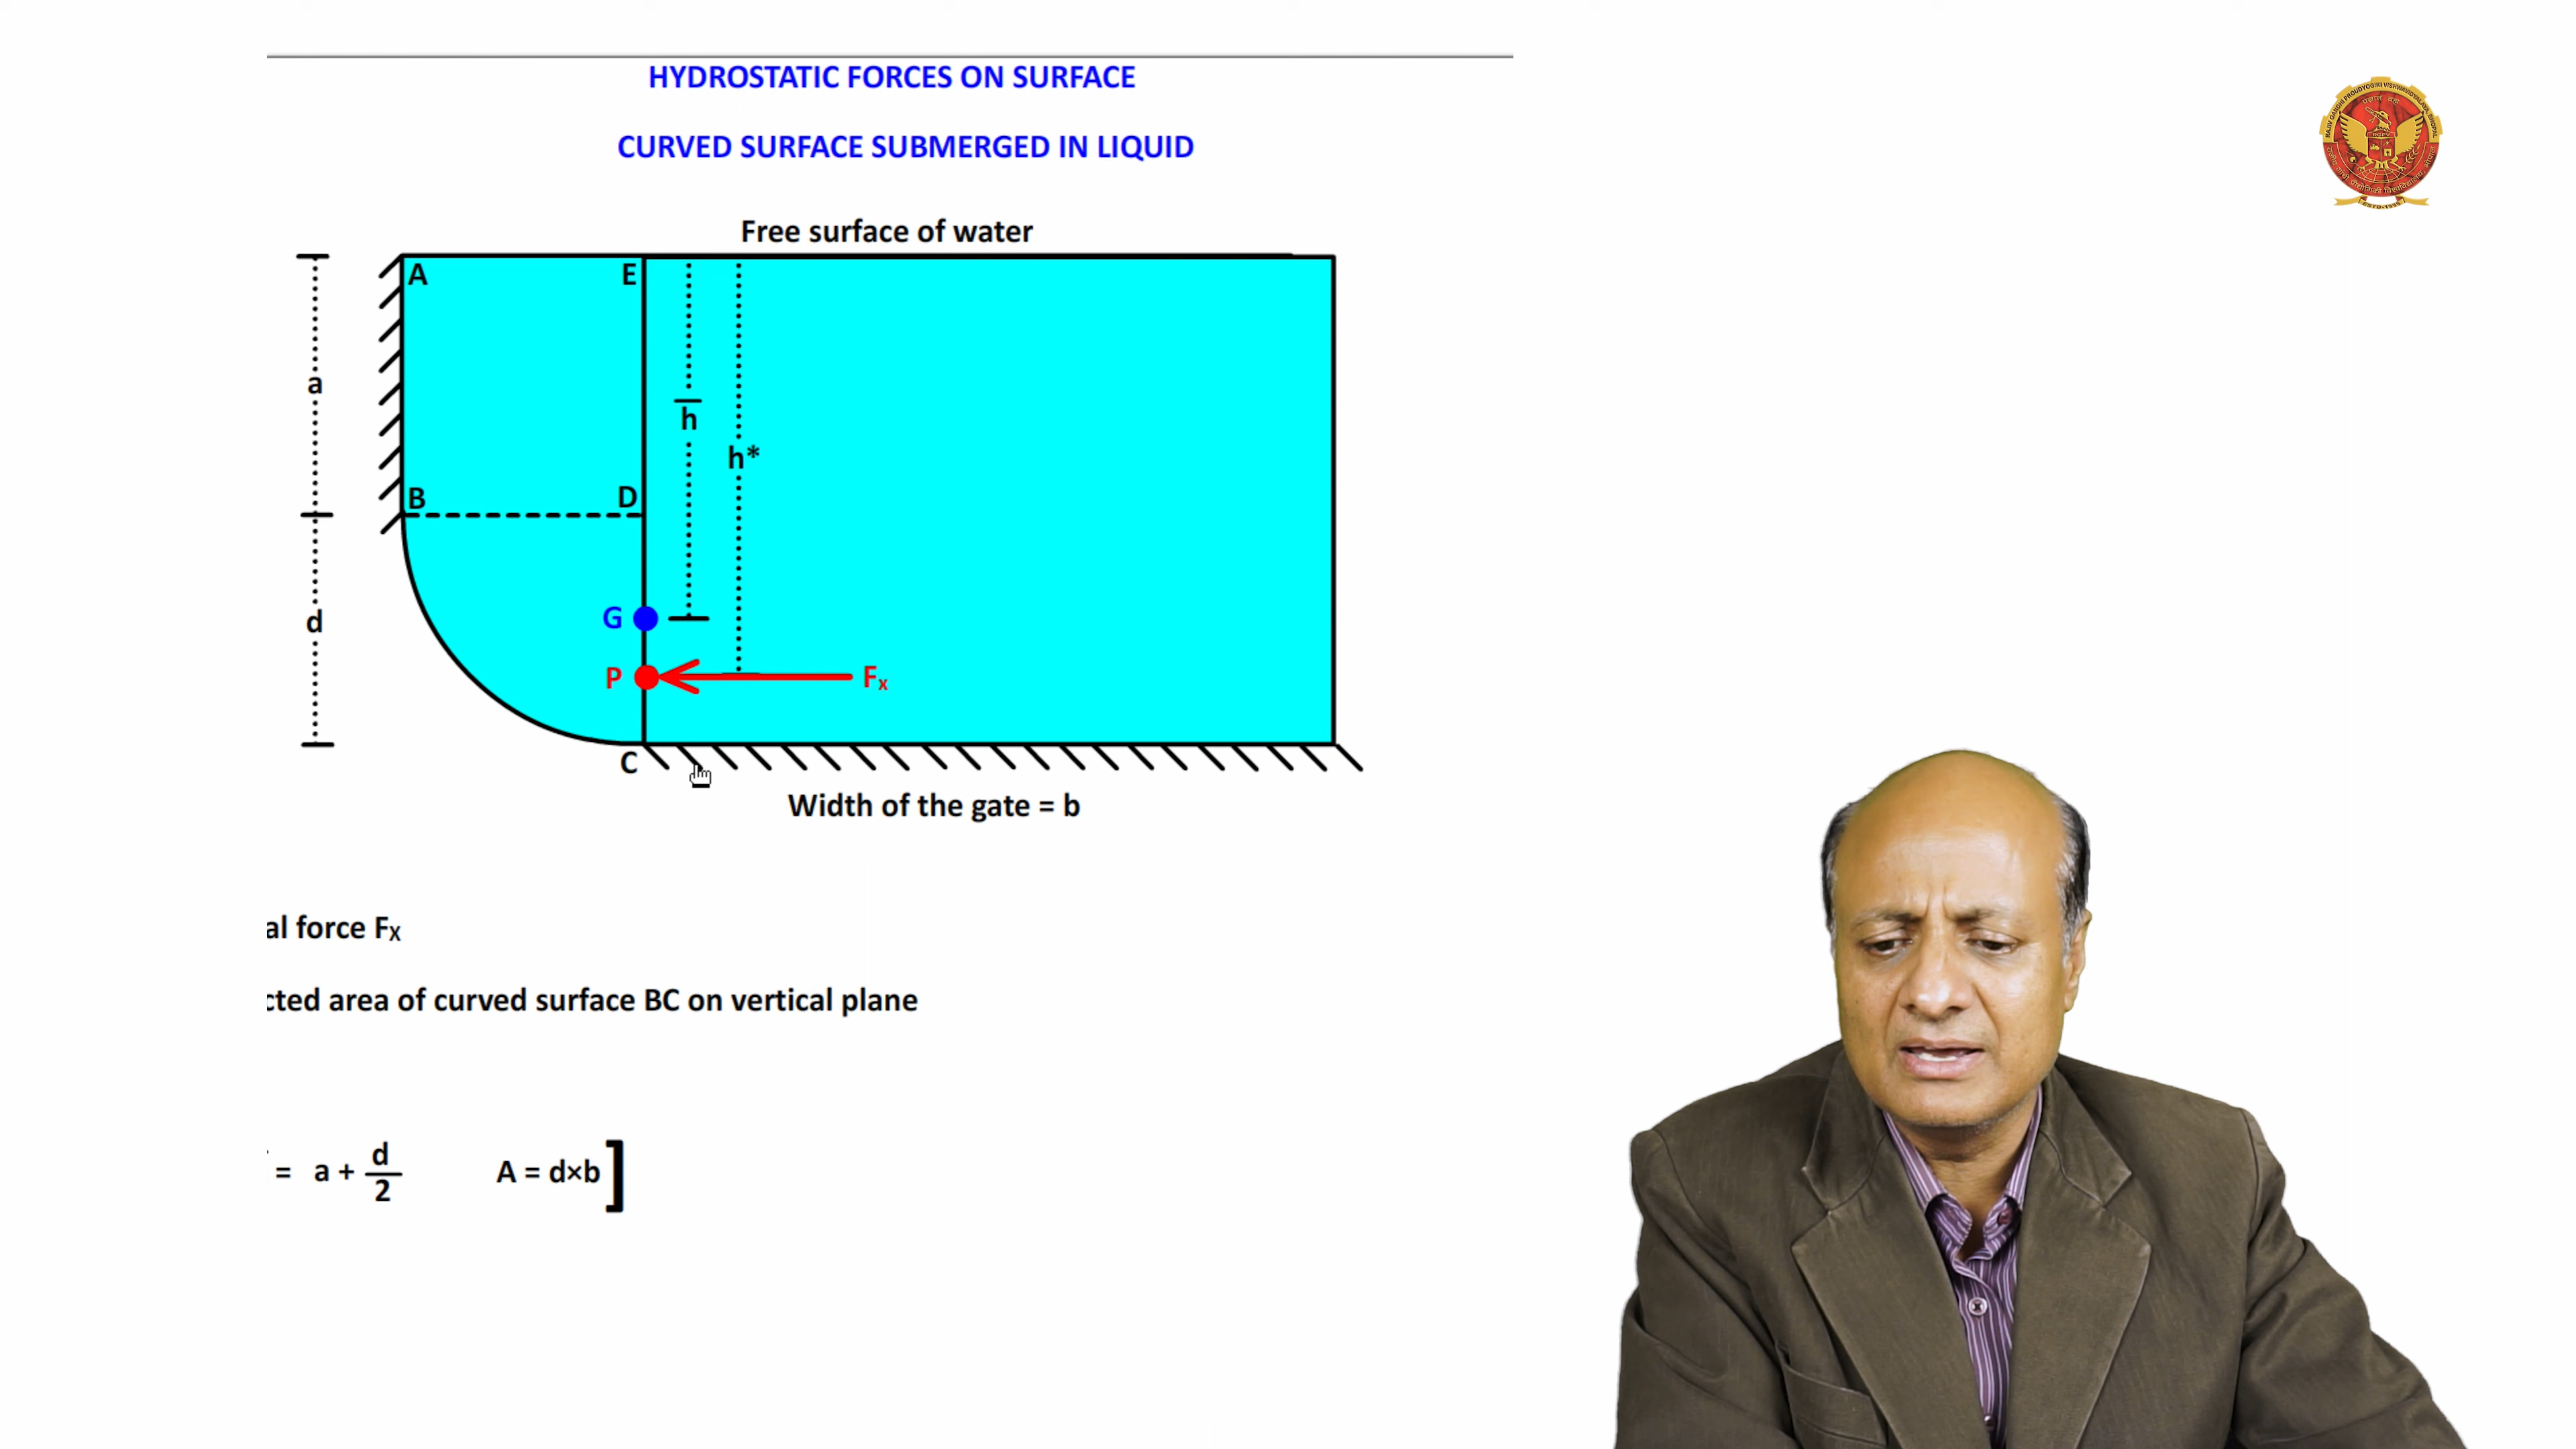 HYDROSTATIC FORCES ON SURFACE
CURVED SURFACE SUBMERGED IN LIQUID
Free surface of water
A
E
a
h
h*
B
D
d
G
P
Fx
C
Width of the gate = b
al force Fx
cted area of curved surface BC on vertical plane
= a + d/2 A = d×b ]